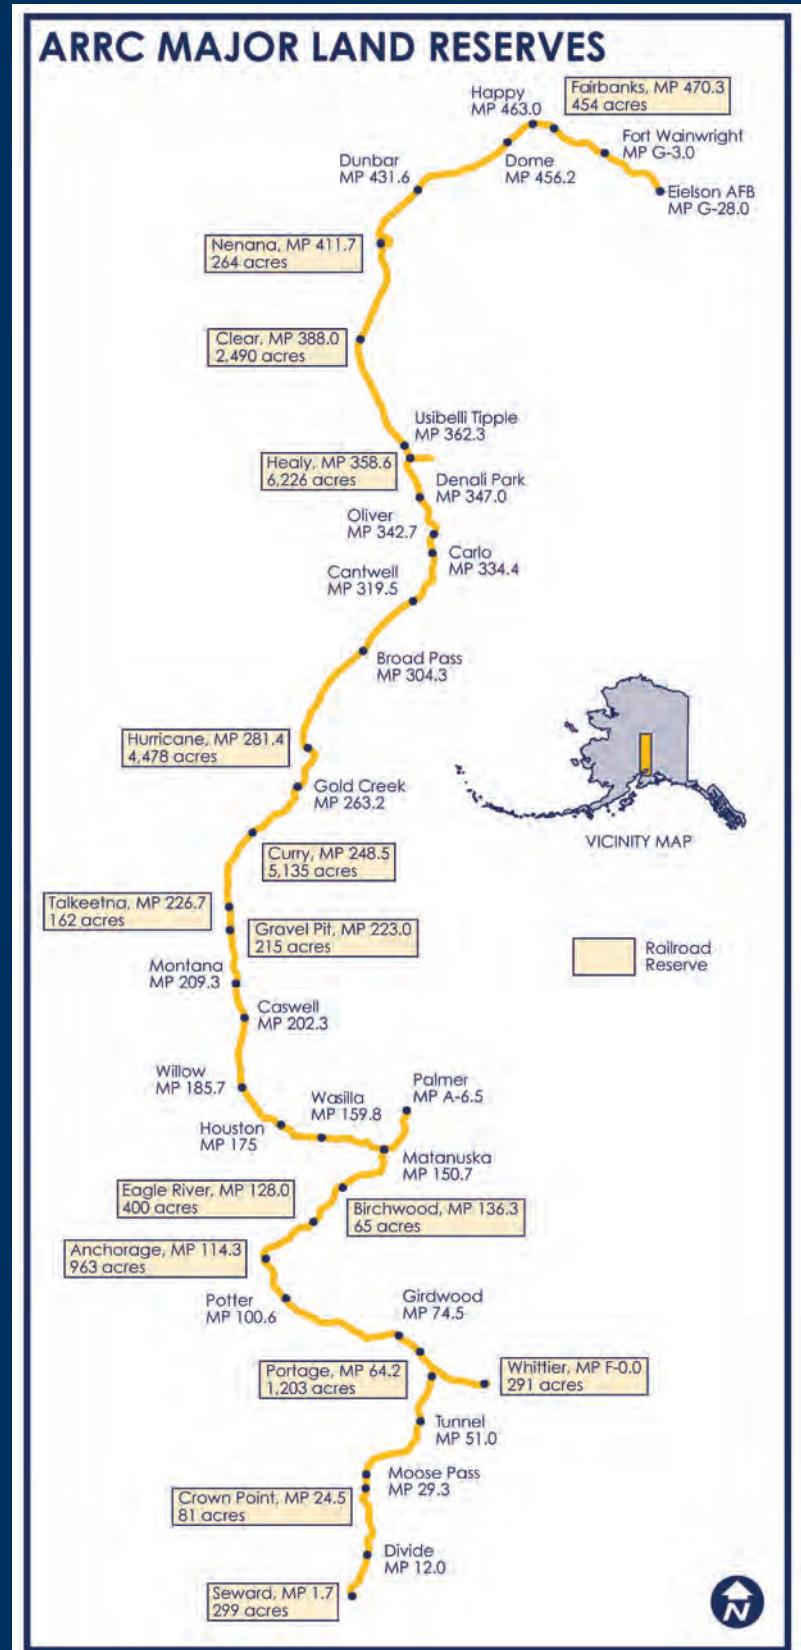 ARRC MAJOR LAND RESERVES
Happy
MP 463.0
Fairbanks, MP 470.3
454 acres
Fort Wainwright
MP G-3.0
Dome
MP 456.2
Dunbar
MP 431.6
Eielson AFB
MP G-28.0
Nenana, MP 411.7
264 acres
Clear, MP 388.0
2,490 acres
Usibelli Tipple
MP 362.3
Healy, MP 358.6
6,226 acres
Denali Park
MP 347.0
Oliver
MP 342.7
Carlo
MP 334.4
Cantwell
MP 319.5
Broad Pass
MP 304.3
Hurricane, MP 281.4
4,478 acres
Gold Creek
MP 263.2
VICINITY MAP
Curry, MP 248.5
5,135 acres
Talkeetna, MP 226.7
162 acres
Gravel Pit, MP 223.0
215 acres
Railroad
Reserve
Montana
MP 209.3
Caswell
MP 202.3
Willow
MP 185.7
Palmer
MP A-6.5
Wasilla
MP 159.8
Houston
MP 175
Matanuska
MP 150.7
Eagle River, MP 128.0
400 acres
Birchwood, MP 136.3
65 acres
Anchorage, MP 114.3
963 acres
Potter
MP 100.6
Girdwood
MP 74.5
Portage, MP 64.2
1,203 acres
Whittier, MP F-0.0
291 acres
Tunnel
MP 51.0
Moose Pass
MP 29.3
Crown Point, MP 24.5
81 acres
Divide
MP 12.0
Seward, MP 1.7
299 acres
N